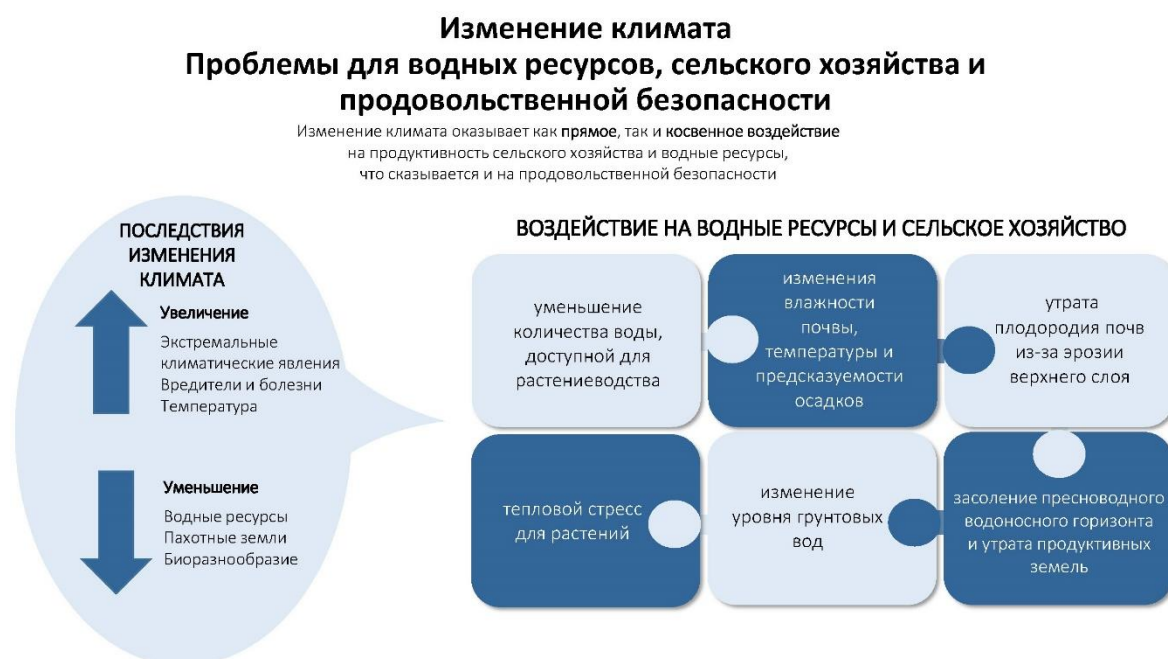 Изменение климата
Проблемы для водных ресурсов, сельского хозяйства и
продовольственной безопасности
Изменение климата оказывает как прямое, так и косвенное воздействие
на продуктивность сельского хозяйства и водные ресурсы,
что сказывается и на продовольственной безопасности
ПОСЛЕДСТВИЯ
ИЗМЕНЕНИЯ
КЛИМАТА
Увеличение
Экстремальные
климатические явления
Вредители и болезни
Температура
Уменьшение
Водные ресурсы
Пахотные земли
Биоразнообразие
ВОЗДЕЙСТВИЕ НА ВОДНЫЕ РЕСУРСЫ И СЕЛЬСКОЕ ХОЗЯЙСТВО
уменьшение
количества воды,
доступной для
растениеводства
изменения
влажности
почвы,
температуры и
предсказуемости
осадков
утрата
плодородия почв
из-за эрозии
верхнего слоя
тепловой стресс
для растений
изменение
уровня грунтовых
вод
засоление пресноводного
водоносного горизонта
и утрата продуктивных
земель